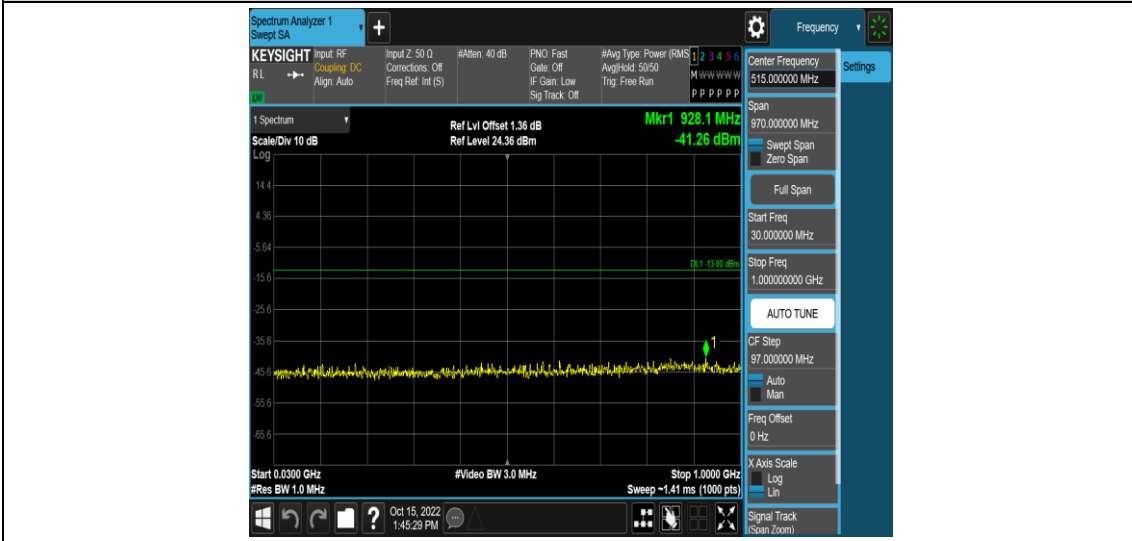 Spectrum Analyzer 1
Swept SA
+
Frequency
KEYSIGHT
RL
LXI
Input: RF
Coupling: DC
Align: Auto
Input Z: 50 Ω
Corrections: Off
Freq Ref: Int (S)
#Atten: 40 dB
PNO: Fast
Gate: Off
IF Gain: Low
Sig Track: Off
#Avg Type: Power (RMS
Avg|Hold: 50/50
Trig: Free Run
1 2 3 4 5 6
M W W W W W
P P P P P P
1 Spectrum
Scale/Div 10 dB
Ref Lvl Offset 1.36 dB
Ref Level 24.36 dBm
Mkr1 928.1 MHz
-41.26 dBm
Log
14.4
4.36
-5.64
-15.6
-25.6
-35.6
-45.6
-55.6
-65.6
DL1 -13.00 dBm
1
Start 0.0300 GHz
#Res BW 1.0 MHz
#Video BW 3.0 MHz
Stop 1.0000 GHz
Sweep ~1.41 ms (1000 pts)
Center Frequency
515.000000 MHz
Settings
Span
970.000000 MHz
Swept Span
Zero Span
Full Span
Start Freq
30.000000 MHz
Stop Freq
1.000000000 GHz
AUTO TUNE
CF Step
97.000000 MHz
Auto
Man
Freq Offset
0 Hz
X Axis Scale
Log
Lin
Signal Track
(Span Zoom)
?
Oct 15, 2022
1:45:29 PM